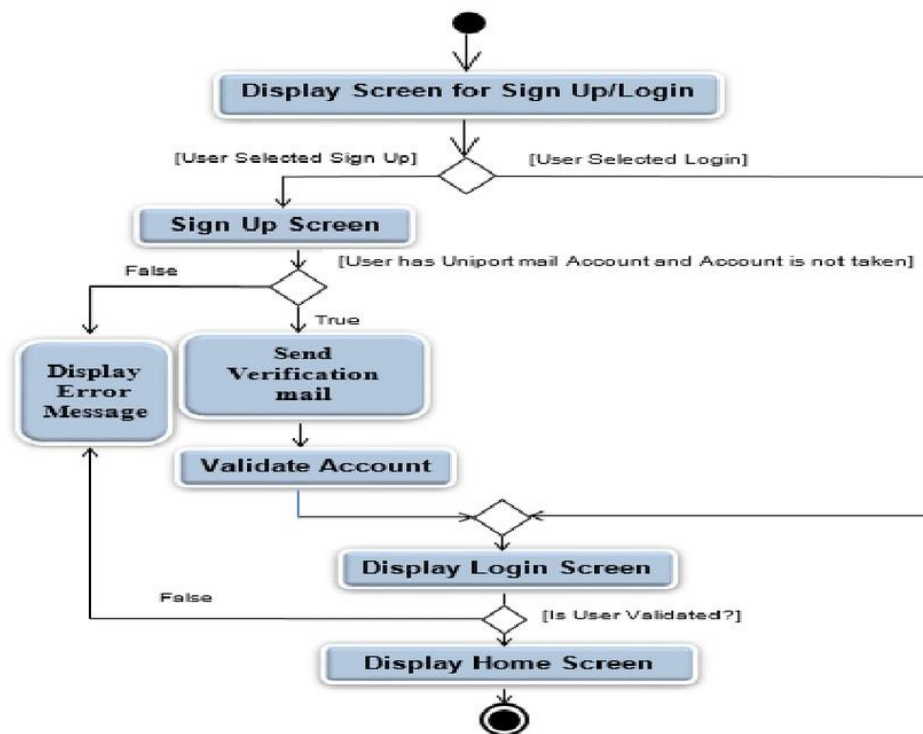 Display Screen for Sign Up/Login
[User Selected Sign Up]
[User Selected Login]
Sign Up Screen
False
[User has Uniport mail Account and Account is not taken]
True
Display
Error
Message
Send
Verification
mail
Validate Account
Display Login Screen
False
[Is User Validated?]
Display Home Screen